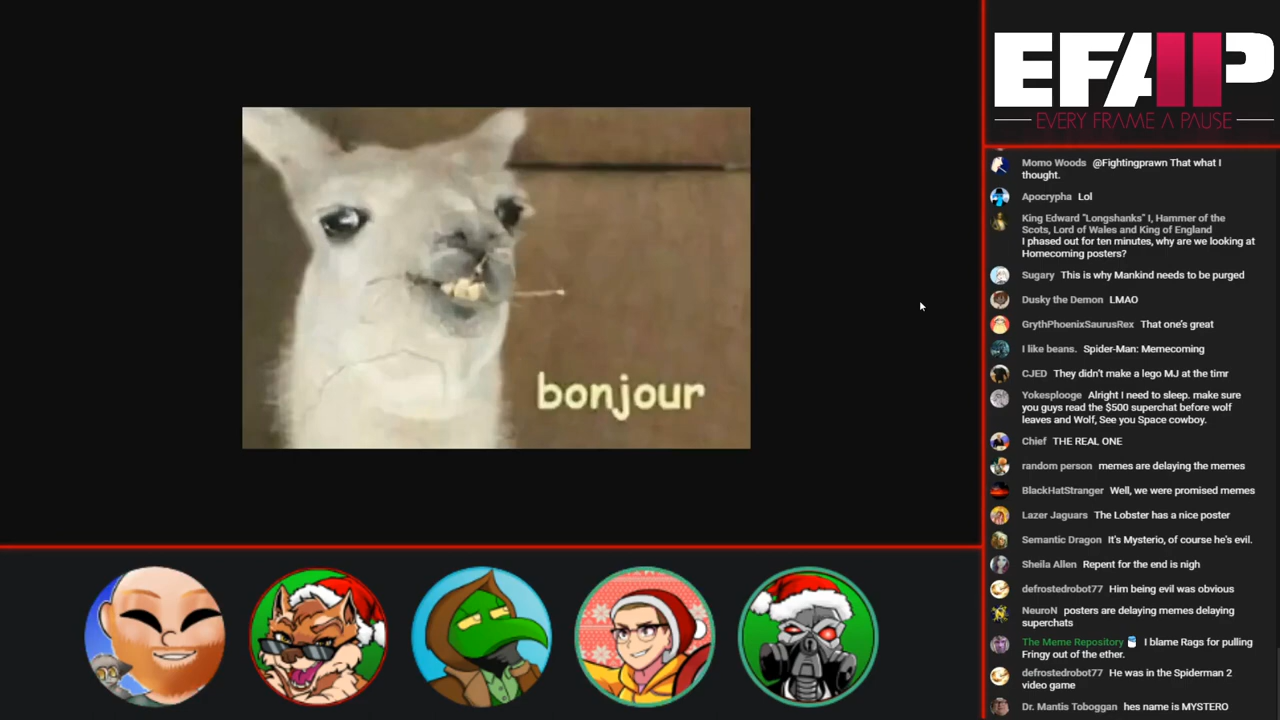 bonjour
EFAP
EVERY FRAME A PAUSE
Momo Woods @Fightingprawn That what I
thought.
Apocrypha Lol
King Edward "Longshanks" I, Hammer of the
Scots, Lord of Wales and King of England
I phased out for ten minutes, why are we looking at
Homecoming posters?
Sugary This is why Mankind needs to be purged
Dusky the Demon LMAO
GrythPhoenixSaurusRex That one's great
I like beans. Spider-Man: Memecoming
CJED They didn't make a lego MJ at the timr
Yokesplooge Alright I need to sleep. make sure
you guys read the $500 superchat before wolf
leaves and Wolf, See you Space cowboy.
Chief THE REAL ONE
random person memes are delaying the memes
BlackHatStranger Well, we were promised memes
Lazer Jaguars The Lobster has a nice poster
Semantic Dragon It's Mysterio, of course he's evil.
Sheila Allen Repent for the end is nigh
defrostedrobot77 Him being evil was obvious
NeuroN posters are delaying memes delaying
superchats
The Meme Repository I blame Rags for pulling
Fringy out of the ether.
defrostedrobot77 He was in the Spiderman 2
video game
Dr. Mantis Toboggan hes name is MYSTERO